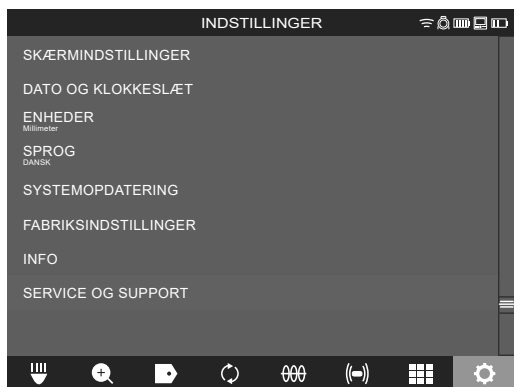 INDSTILLINGER
SKÆRMINDSTILLINGER
DATO OG KLOKKESLÆT
ENHEDER
Millimeter
SPROG
DANSK
SYSTEMOPDATERING
FABRIKSINDSTILLINGER
INFO
SERVICE OG SUPPORT